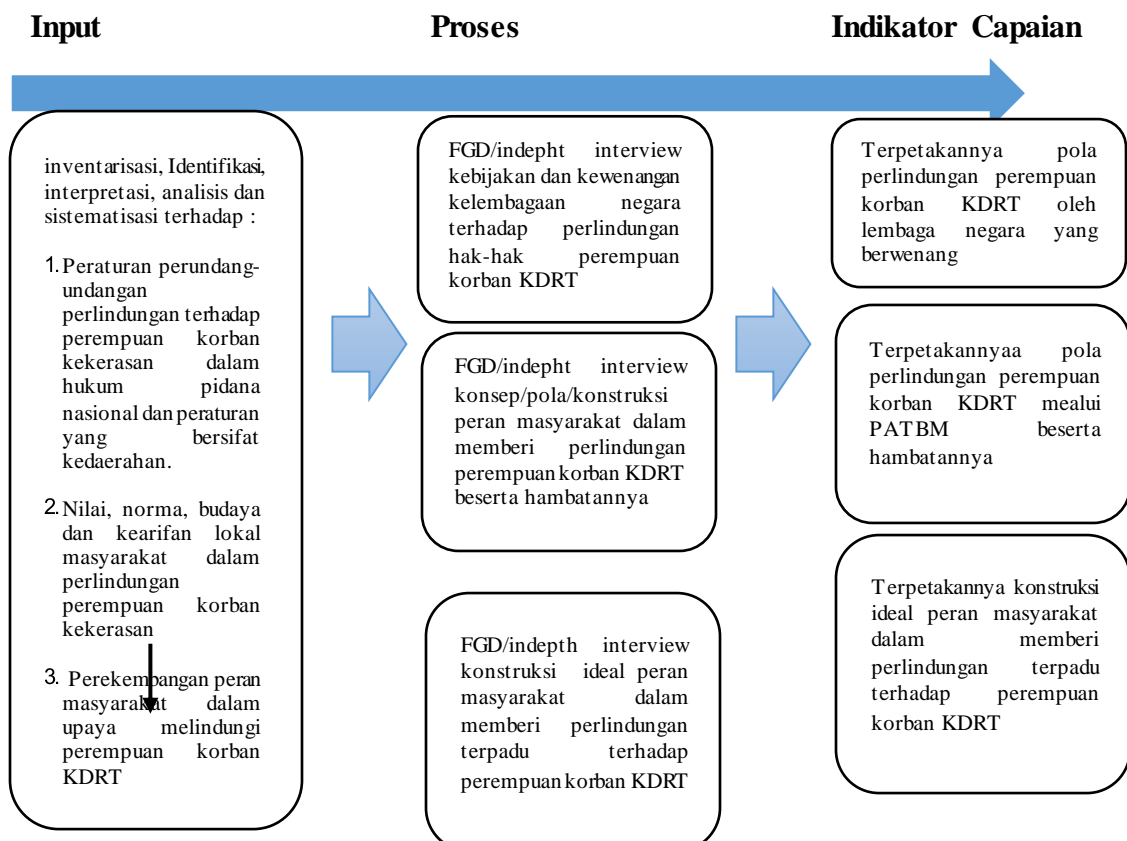 Input
Proses
Indikator Capaian
inventarisasi, Identifikasi,
interpretasi, analisis dan
sistematisasi terhadap :
1. Peraturan perundang-
undangan
perlindungan terhadap
perempuan korban
kekerasan dalam
hukum pidana
nasional dan peraturan
yang bersifat
kedaerahan.
2. Nilai, norma, budaya
dan kearifan lokal
masyarakat dalam
perlindungan
perempuan korban
kekerasan
3. Perekembangan peran
masyarakat dalam
upaya melindungi
perempuan korban
KDRT
FGD/indepht interview
kebijakan dan kewenangan
kelembagaan negara
terhadap perlindungan
hak-hak perempuan
korban KDRT
FGD/indepht interview
konsep/pola/konstruksi
peran masyarakat dalam
memberi perlindungan
perempuan korban KDRT
beserta hambatannya
FGD/indepth interview
konstruksi ideal peran
masyarakat dalam
memberi perlindungan
terpadu terhadap
perempuan korban KDRT
Terpetakannya pola
perlindungan perempuan
korban KDRT oleh
lembaga negara yang
berwenang
Terpetakannyaa pola
perlindungan perempuan
korban KDRT mealui
PATBM beserta
hambatannya
Terpetakannya konstruksi
ideal peran masyarakat
dalam memberi
perlindungan terpadu
terhadap perempuan
korban KDRT